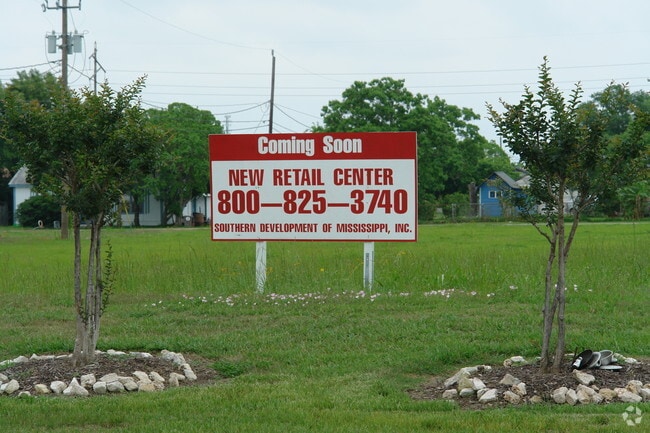 Coming Soon
NEW RETAIL CENTER
800-825-3740
SOUTHERN DEVELOPMENT OF MISSISSIPPI, INC.